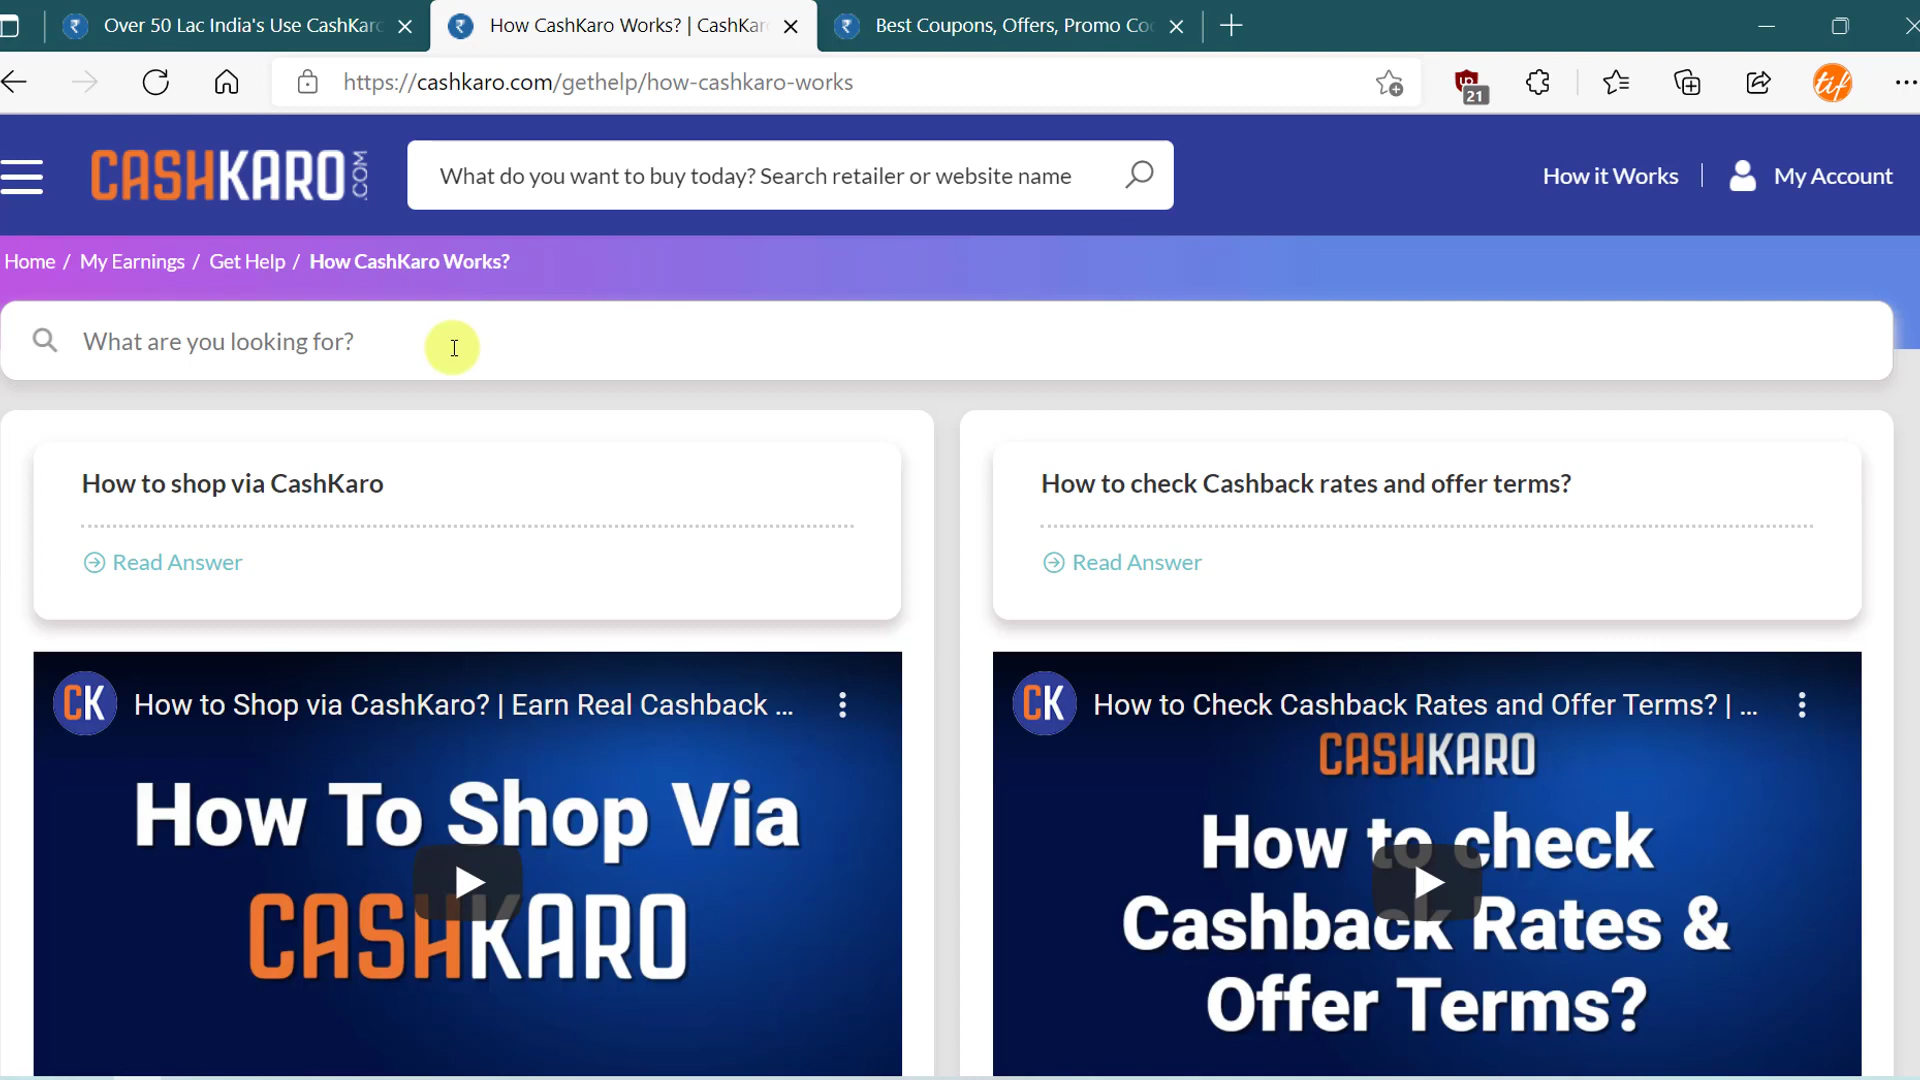 Over 50 Lac India's Use CashKaro
How CashKaro Works? | CashKar
Best Coupons, Offers, Promo Co
https://cashkaro.com/gethelp/how-cashkaro-works
21
tif
CASHKARO.COM
What do you want to buy today? Search retailer or website name
How it Works
My Account
Home / My Earnings / Get Help / How CashKaro Works?
What are you looking for?
How to shop via CashKaro
Read Answer
How to check Cashback rates and offer terms?
Read Answer
CK How to Shop via CashKaro? | Earn Real Cashback ...
How To Shop Via
CASHKARO
CK How to Check Cashback Rates and Offer Terms? | ...
CASHKARO
How to check
Cashback Rates &
Offer Terms?